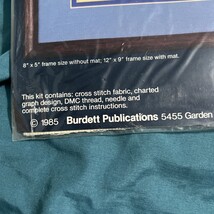 8" x 5" frame size without mat; 12" x 9" frame size with mat.
This kit contains: cross stitch fabric, charted
graph design, DMC thread, needle and
complete cross stitch instructions.
© 1985 Burdett Publications 5455 Garden